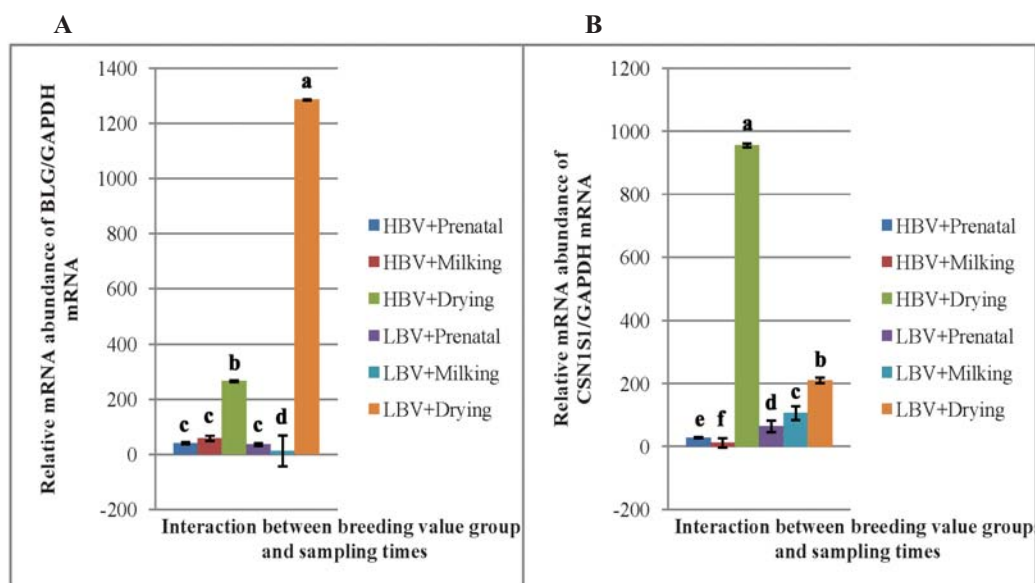 A
Relative mRNA abundance of BLG/GAPDH
mRNA
1400
1200
1000
800
600
400
200
0
-200
c
c
b
c
d
a
HBV+Prenatal
HBV+Milking
HBV+Drying
LBV+Prenatal
LBV+Milking
LBV+Drying
Interaction between breeding value group
and sampling times
B
Relative mRNA abundance of
CSN1S1/GAPDH mRNA
1200
1000
800
600
400
200
0
-200
e
f
a
d
c
b
HBV+Prenatal
HBV+Milking
HBV+Drying
LBV+Prenatal
LBV+Milking
LBV+Drying
Interaction between breeding value group
and sampling times